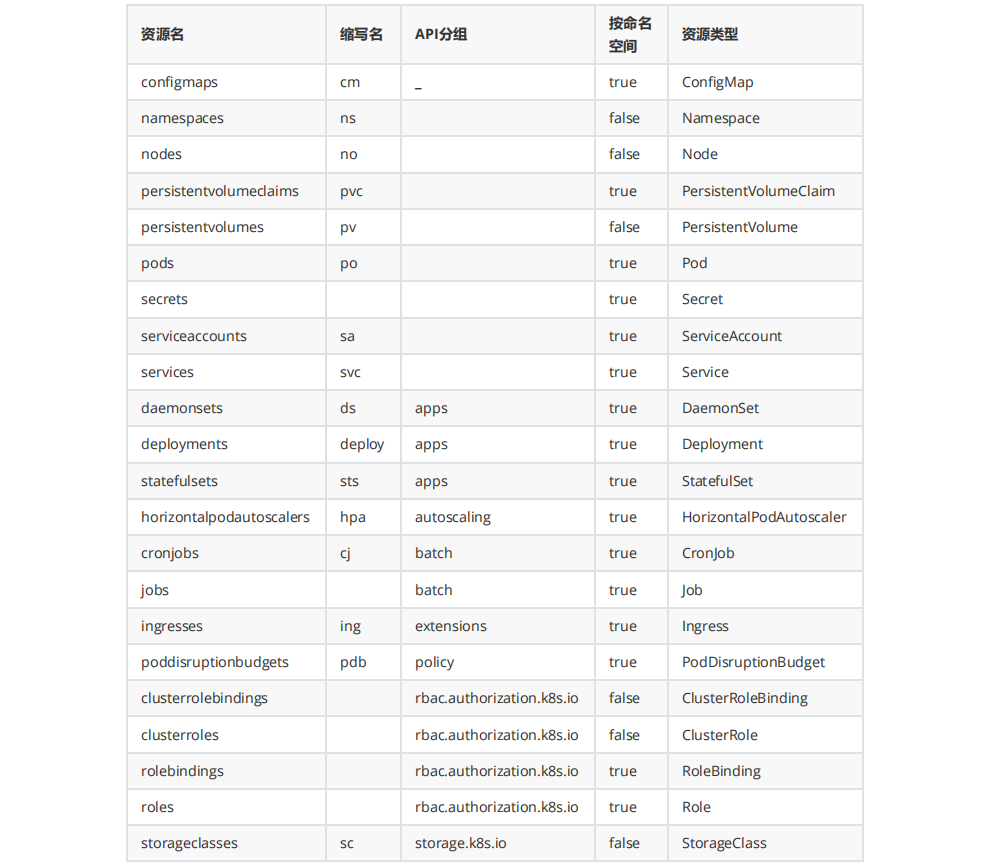 资源名 缩写名 API分组 按命名空间 资源类型
configmaps cm _ true ConfigMap
namespaces ns false Namespace
nodes no false Node
persistentvolumeclaims pvc true PersistentVolumeClaim
persistentvolumes pv false PersistentVolume
pods po true Pod
secrets true Secret
serviceaccounts sa true ServiceAccount
services svc true Service
daemonsets ds apps true DaemonSet
deployments deploy apps true Deployment
statefulsets sts apps true StatefulSet
horizontalpodautoscalers hpa autoscaling true HorizontalPodAutoscaler
cronjobs cj batch true CronJob
jobs batch true Job
ingresses ing extensions true Ingress
poddisruptionbudgets pdb policy true PodDisruptionBudget
clusterrolebindings rbac.authorization.k8s.io false ClusterRoleBinding
clusterroles rbac.authorization.k8s.io false ClusterRole
rolebindings rbac.authorization.k8s.io true RoleBinding
roles rbac.authorization.k8s.io true Role
storageclasses sc storage.k8s.io false StorageClass